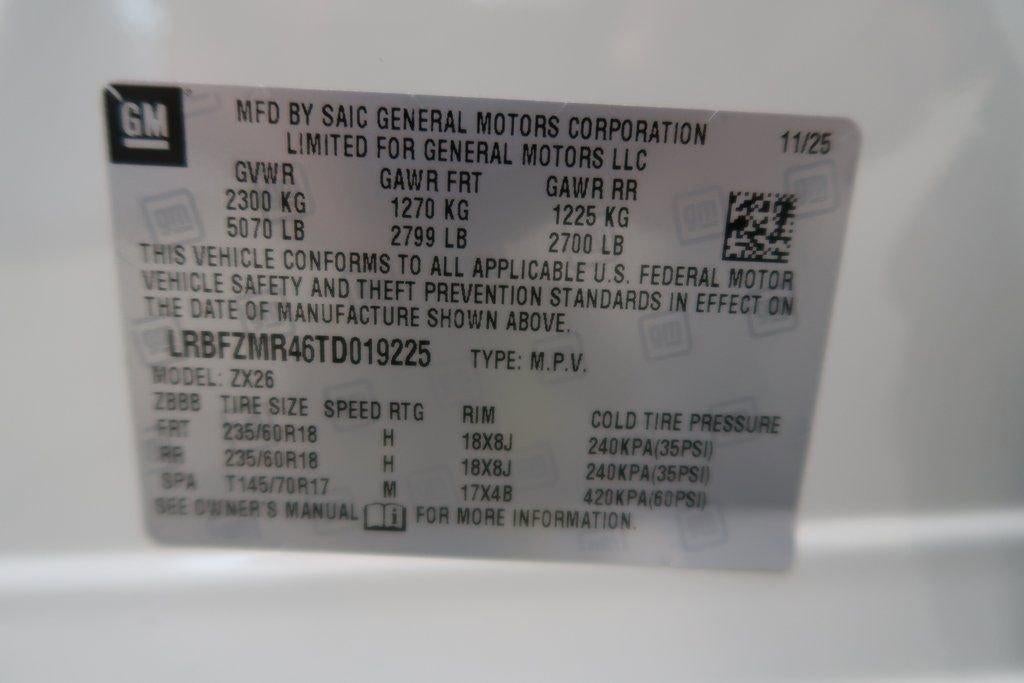 GM
MFD BY SAIC GENERAL MOTORS CORPORATION
LIMITED FOR GENERAL MOTORS LLC
11/25
GVWR GAWR FRT GAWR RR
2300 KG 1270 KG 1225 KG
5070 LB 2799 LB 2700 LB
THIS VEHICLE CONFORMS TO ALL APPLICABLE U.S. FEDERAL MOTOR
VEHICLE SAFETY AND THEFT PREVENTION STANDARDS IN EFFECT ON
THE DATE OF MANUFACTURE SHOWN ABOVE.
LRBFZMR46TD019225 TYPE: M.P.V.
MODEL: ZX26
ZBBB TIRE SIZE SPEED RTG RIM COLD TIRE PRESSURE
FRT 235/60R18 H 18X8J 240KPA(35PSI)
RR 235/60R18 H 18X8J 240KPA(35PSI)
SPA T145/70R17 M 17X4B 420KPA(60PSI)
SEE OWNER'S MANUAL i FOR MORE INFORMATION.